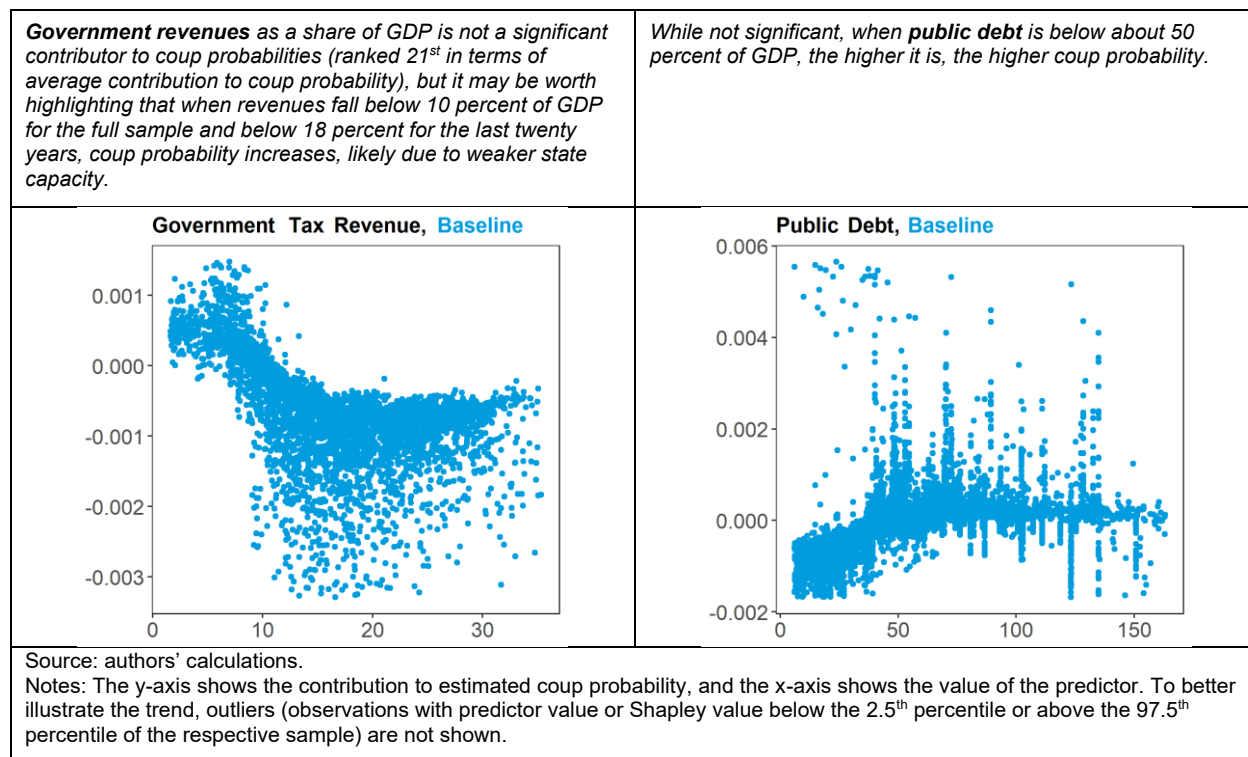 Government revenues as a share of GDP is not a significant
contributor to coup probabilities (ranked 21st in terms of
average contribution to coup probability), but it may be worth
highlighting that when revenues fall below 10 percent of GDP
for the full sample and below 18 percent for the last twenty
years, coup probability increases, likely due to weaker state
capacity.
While not significant, when public debt is below about 50
percent of GDP, the higher it is, the higher coup probability.
Government Tax Revenue, Baseline
0.001
0.000
-0.001
-0.002
-0.003
0 10 20 30
Public Debt, Baseline
0.006
0.004
0.002
0.000
-0.002
0 50 100 150
Source: authors' calculations.
Notes: The y-axis shows the contribution to estimated coup probability, and the x-axis shows the value of the predictor. To better
illustrate the trend, outliers (observations with predictor value or Shapley value below the 2.5th percentile or above the 97.5th
percentile of the respective sample) are not shown.